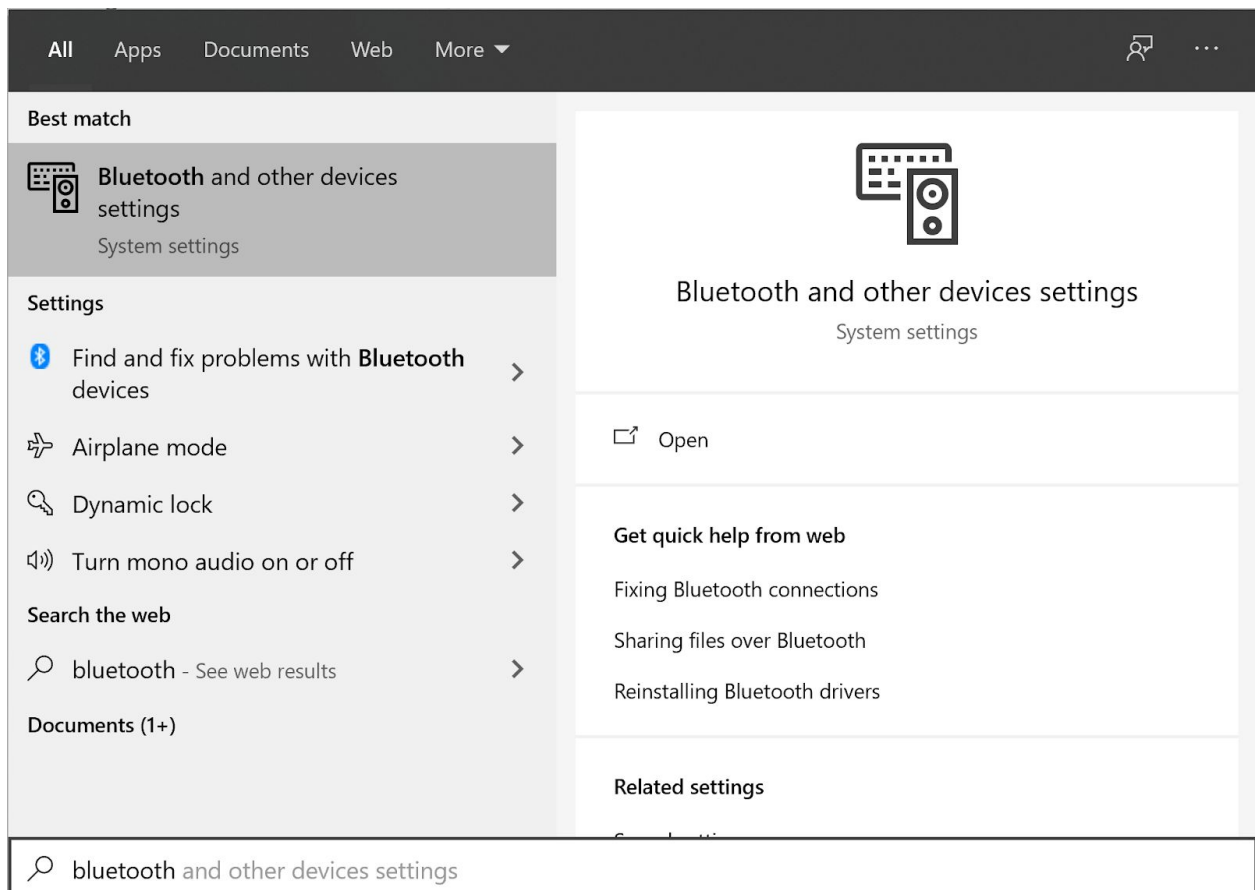 All Apps Documents Web More
Best match
Bluetooth and other devices
settings
System settings
Settings
Find and fix problems with Bluetooth
devices
Airplane mode
Dynamic lock
Turn mono audio on or off
Search the web
bluetooth - See web results
Documents (1+)
Bluetooth and other devices settings
System settings
Open
Get quick help from web
Fixing Bluetooth connections
Sharing files over Bluetooth
Reinstalling Bluetooth drivers
Related settings
bluetooth and other devices settings